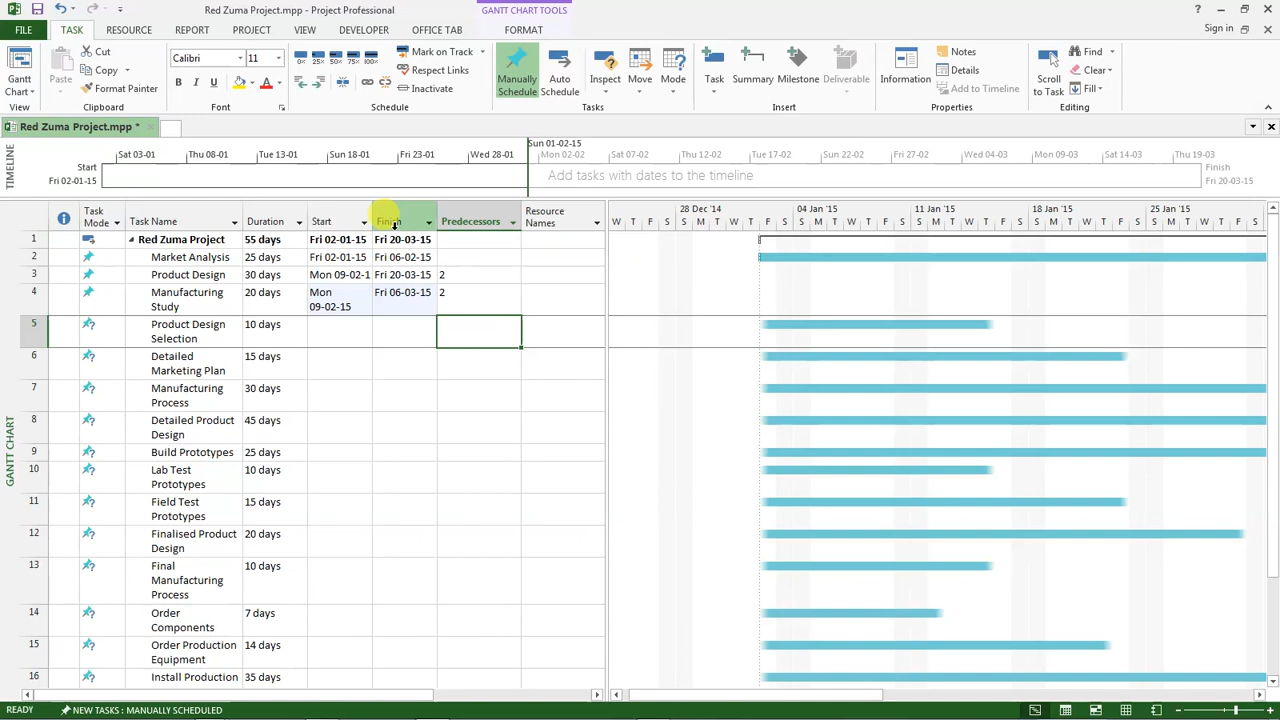 Red Zuma Project.mpp - Project Professional
GANTT CHART TOOLS
FILE TASK RESOURCE REPORT PROJECT VIEW DEVELOPER OFFICE TAB FORMAT
Sign in
Gantt Chart
View
Paste
Cut
Copy
Format Painter
Clipboard
Calibri 11
B I U A
Font
0% 25% 50% 75% 100%
Mark on Track
Respect Links
Inactivate
Schedule
Manually Schedule
Auto Schedule
Inspect
Move
Mode
Tasks
Task
Summary
Milestone
Deliverable
Insert
Information
Notes
Details
Add to Timeline
Properties
Scroll to Task
Find
Clear
Fill
Editing
Red Zuma Project.mpp *
TIMELINE
Sun 01-02-15
Sat 03-01 Thu 08-01 Tue 13-01 Sun 18-01 Fri 23-01 Wed 28-01 Mon 02-02 Sat 07-02 Thu 12-02 Tue 17-02 Sun 22-02 Fri 27-02 Wed 04-03 Mon 09-03 Sat 14-03 Thu 19-03
Start
Fri 02-01-15
Add tasks with dates to the timeline
Finish
Fri 20-03-15
GANTT CHART
Task Mode Task Name Duration Start Finish Predecessors Resource Names
28 Dec '14 04 Jan '15 11 Jan '15 18 Jan '15 25 Jan '15
W T F S S M T W T F S S M T W T F S S M T W T F S S M T W T F S S M T W T F S
1 Red Zuma Project 55 days Fri 02-01-15 Fri 20-03-15
2 Market Analysis 25 days Fri 02-01-15 Fri 06-02-15
3 Product Design 30 days Mon 09-02-1 Fri 20-03-15 2
4 Manufacturing Study 20 days Mon 09-02-15 Fri 06-03-15 2
5 Product Design Selection 10 days
6 Detailed Marketing Plan 15 days
7 Manufacturing Process 30 days
8 Detailed Product Design 45 days
9 Build Prototypes 25 days
10 Lab Test Prototypes 10 days
11 Field Test Prototypes 15 days
12 Finalised Product Design 20 days
13 Final Manufacturing Process 10 days
14 Order Components 7 days
15 Order Production Equipment 14 days
16 Install Production 35 days
READY NEW TASKS : MANUALLY SCHEDULED